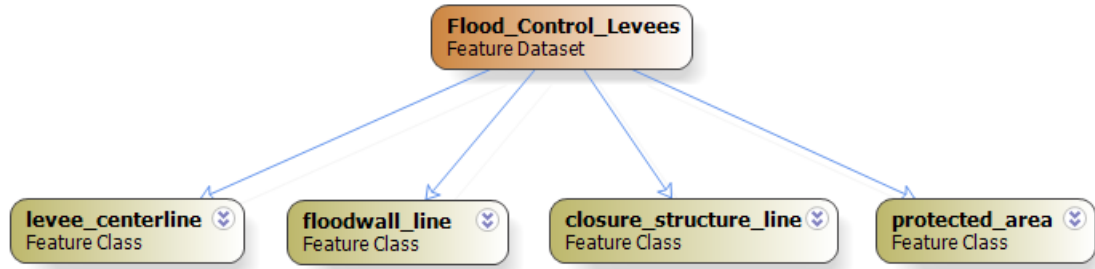 Flood_Control_Levees
Feature Dataset
levee_centerline
Feature Class
floodwall_line
Feature Class
closure_structure_line
Feature Class
protected_area
Feature Class